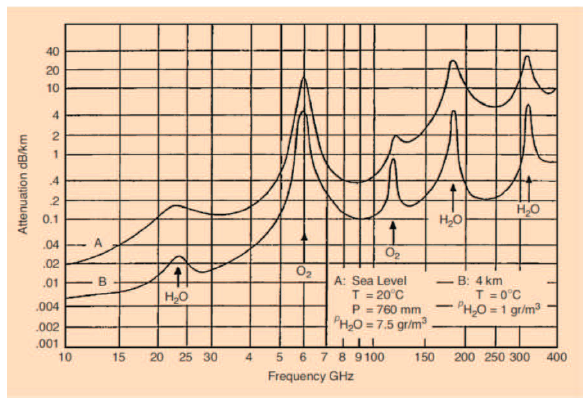 40
20
10
4
2
1
.4
.2
0.1
.04
.02
.01
.004
.002
.001
Attenuation dB/km
A
B
H₂O
O₂
O₂
H₂O
H₂O
A: Sea Level
T = 20°C
P = 760 mm
ᴾH₂O = 7.5 gr/m³
B: 4 km
T = 0°C
ᴾH₂O = 1 gr/m³
10 15 20 25 30 4 5 6 7 8 9 100 150 200 250 300 400
Frequency GHz